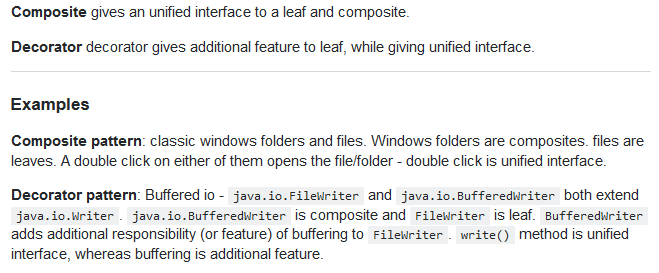 Composite gives an unified interface to a leaf and composite.
Decorator decorator gives additional feature to leaf, while giving unified interface.
Examples
Composite pattern: classic windows folders and files. Windows folders are composites. files are
leaves. A double click on either of them opens the file/folder - double click is unified interface.
Decorator pattern: Buffered io - java.io.FileWriter and java.io.BufferedWriter both extend
java.io.Writer. java.io.BufferedWriter is composite and FileWriter is leaf. BufferedWriter
adds additional responsibility (or feature) of buffering to FileWriter. write() method is unified
interface, whereas buffering is additional feature.